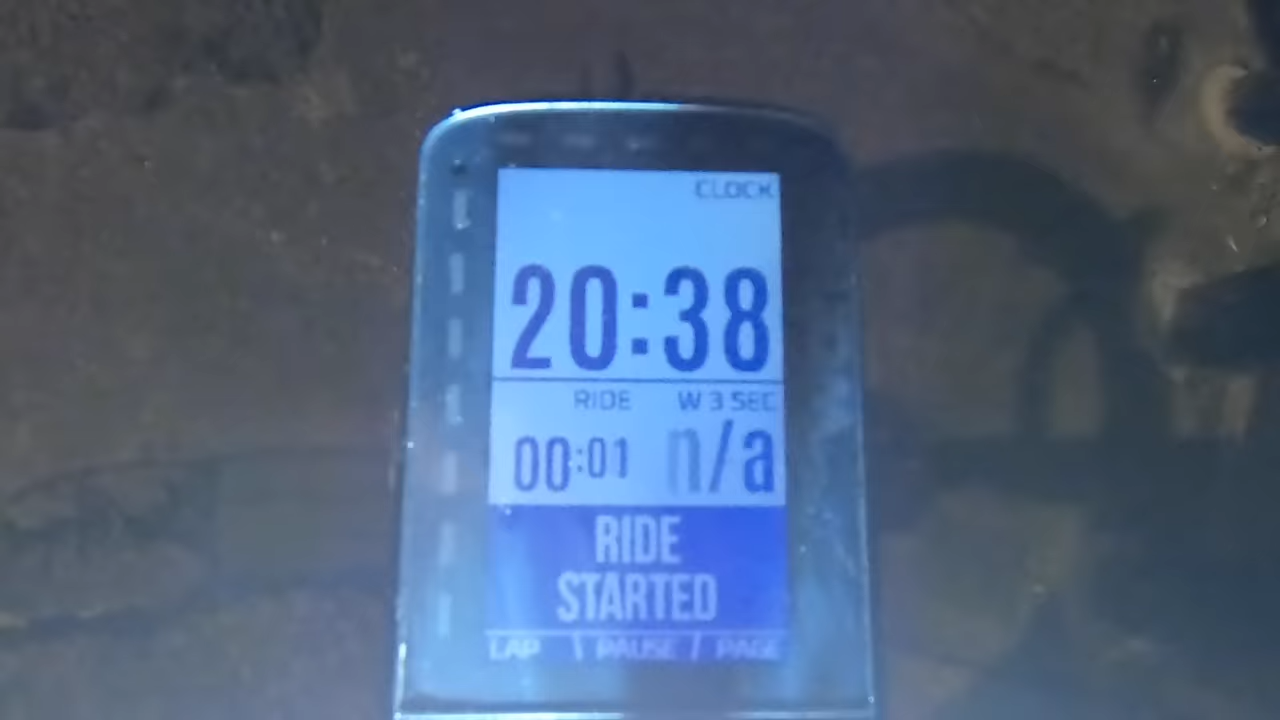 CLOCK
20:38
RIDE W 3 SEC
00:01 n/a
RIDE
STARTED
LAP \ PAUSE / PAGE